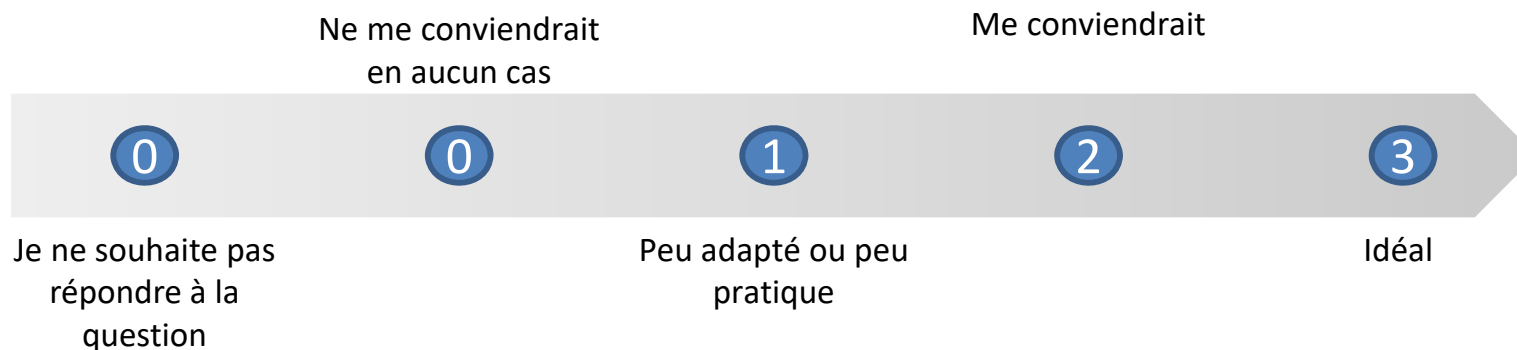 Ne me conviendrait
en aucun cas
Me conviendrait
0
0
1
2
3
Je ne souhaite pas
répondre à la
question
Peu adapté ou peu
pratique
Idéal